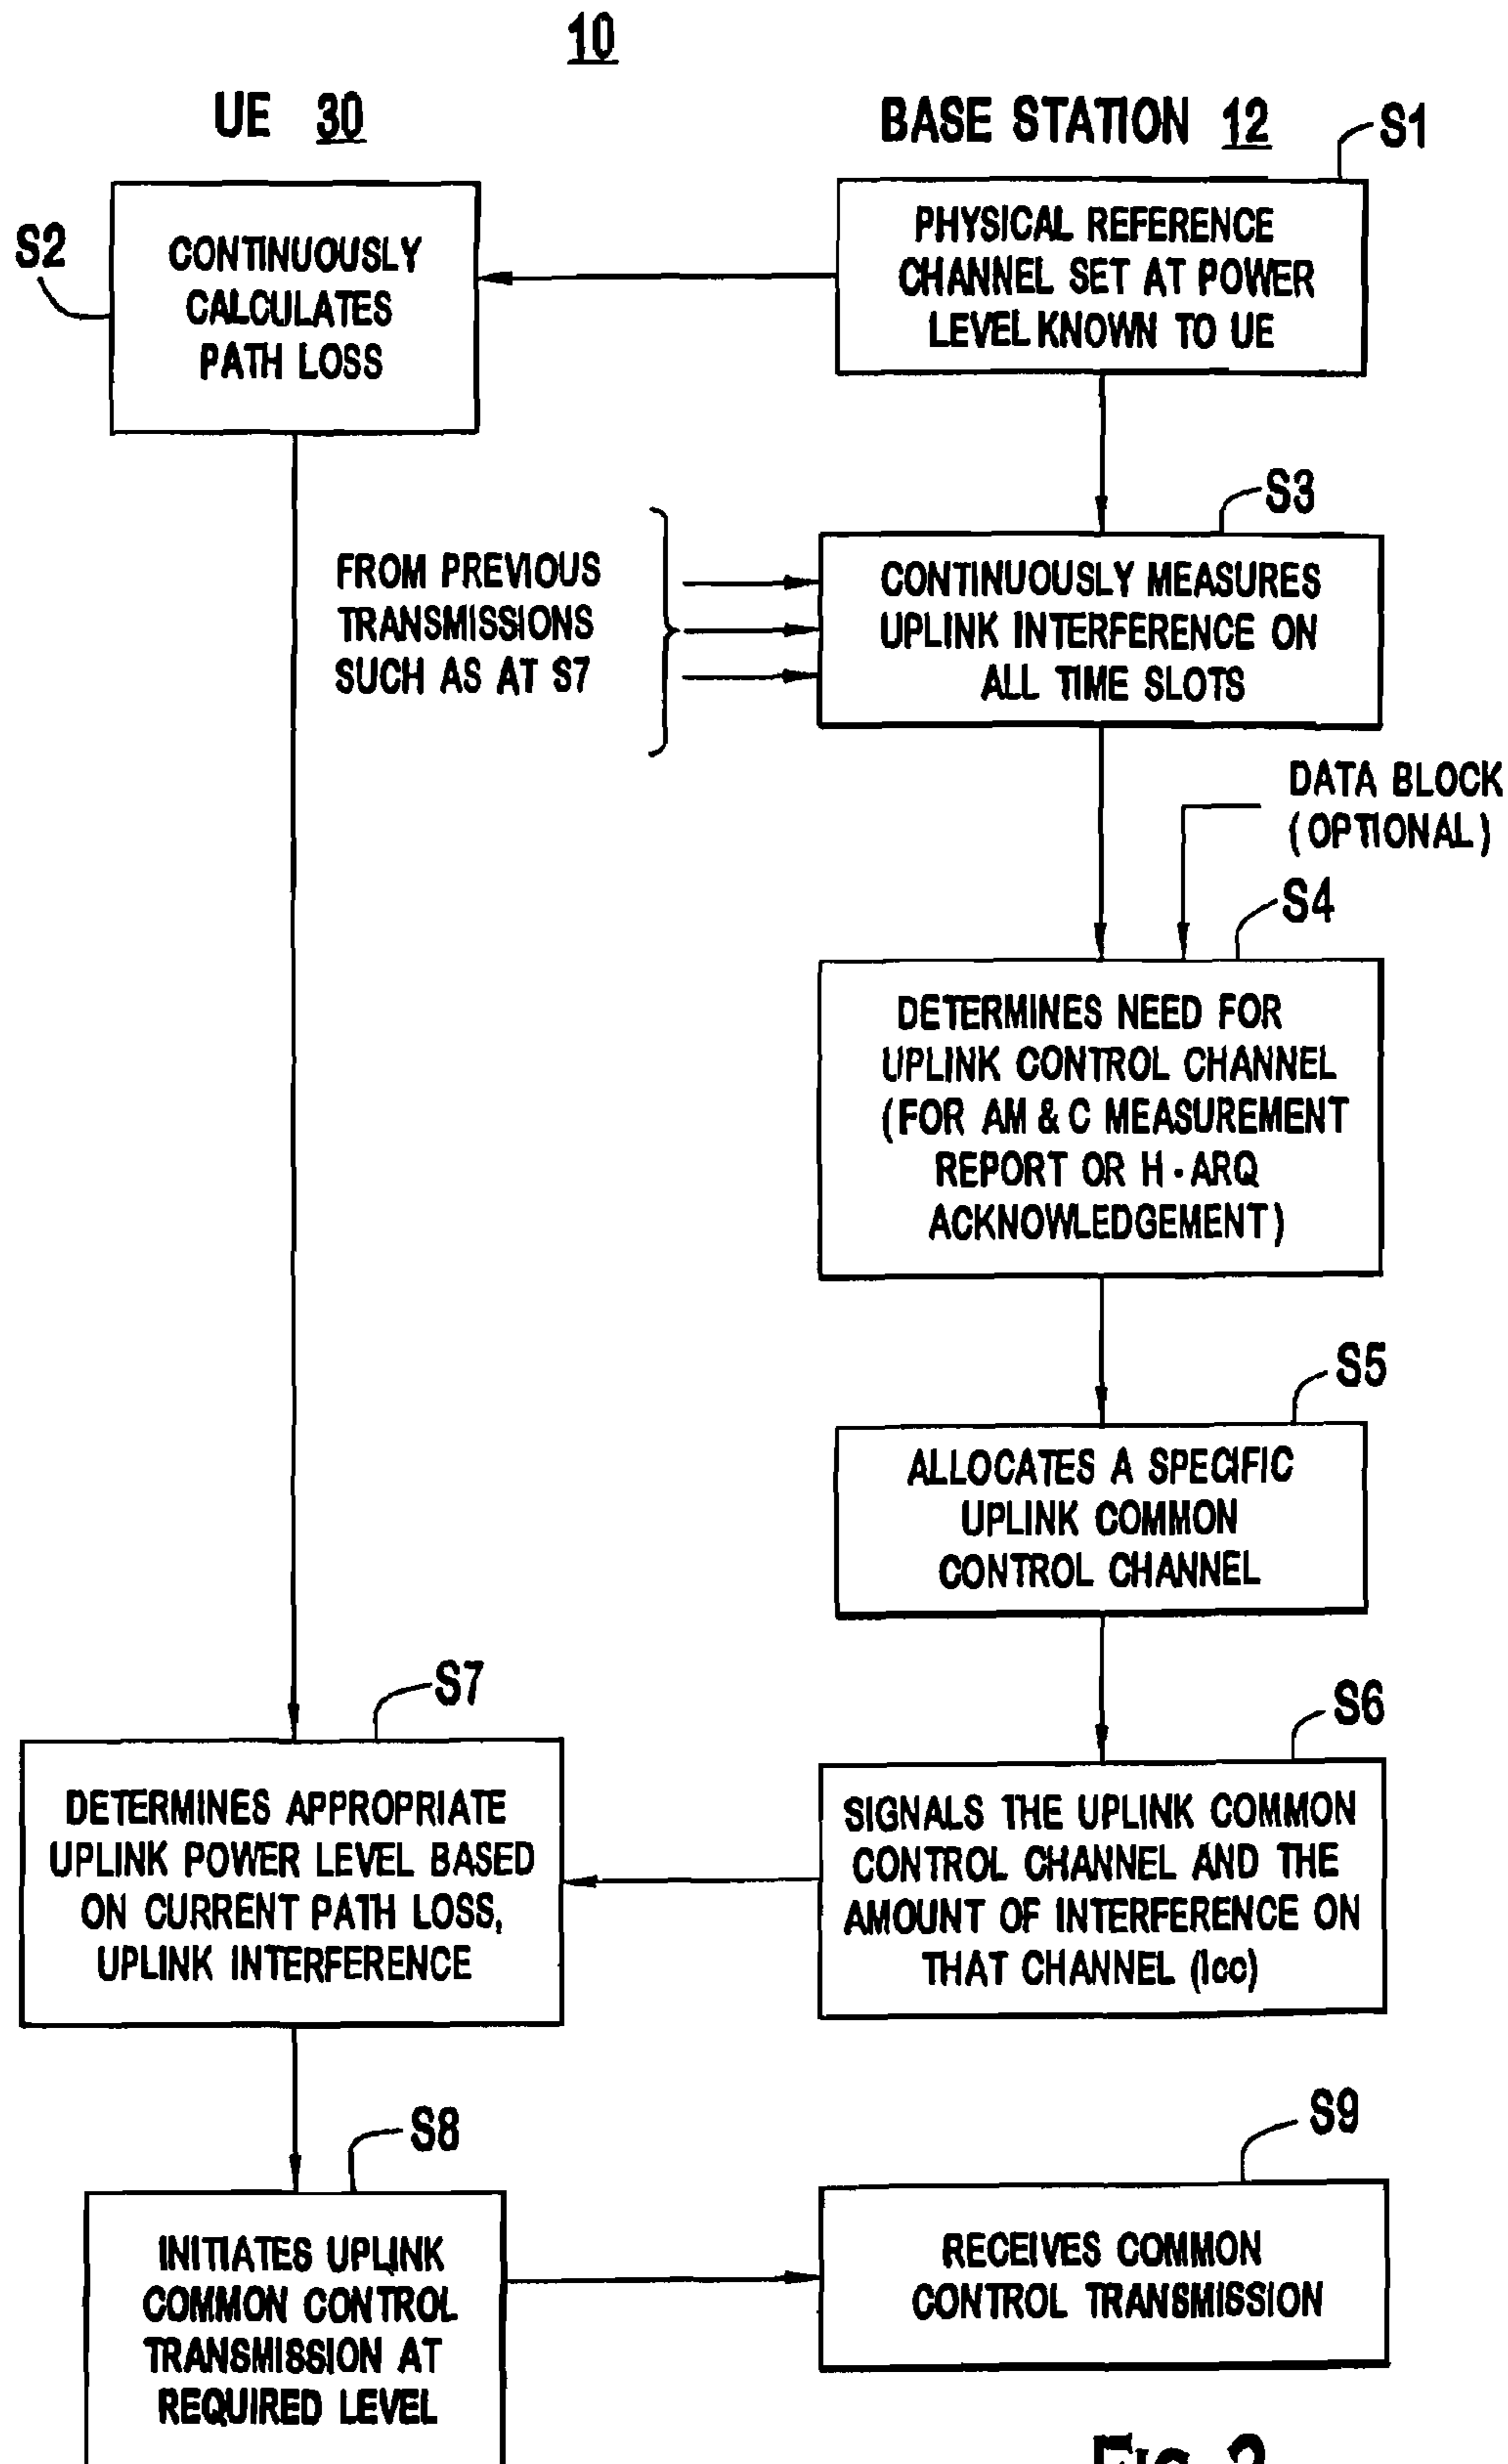 10
UE 30
BASE STATION 12
S1
PHYSICAL REFERENCE
CHANNEL SET AT POWER
LEVEL KNOWN TO UE
S2
CONTINUOUSLY
CALCULATES
PATH LOSS
S3
FROM PREVIOUS
TRANSMISSIONS
SUCH AS AT S7
CONTINUOUSLY MEASURES
UPLINK INTERFERENCE ON
ALL TIME SLOTS
DATA BLOCK
(OPTIONAL)
S4
DETERMINES NEED FOR
UPLINK CONTROL CHANNEL
(FOR AM & C MEASUREMENT
REPORT OR H-ARQ
ACKNOWLEDGEMENT)
S5
ALLOCATES A SPECIFIC
UPLINK COMMON
CONTROL CHANNEL
S6
SIGNALS THE UPLINK COMMON
CONTROL CHANNEL AND THE
AMOUNT OF INTERFERENCE ON
THAT CHANNEL (Icc)
S7
DETERMINES APPROPRIATE
UPLINK POWER LEVEL BASED
ON CURRENT PATH LOSS,
UPLINK INTERFERENCE
S8
INITIATES UPLINK
COMMON CONTROL
TRANSMISSION AT
REQUIRED LEVEL
S9
RECEIVES COMMON
CONTROL TRANSMISSION